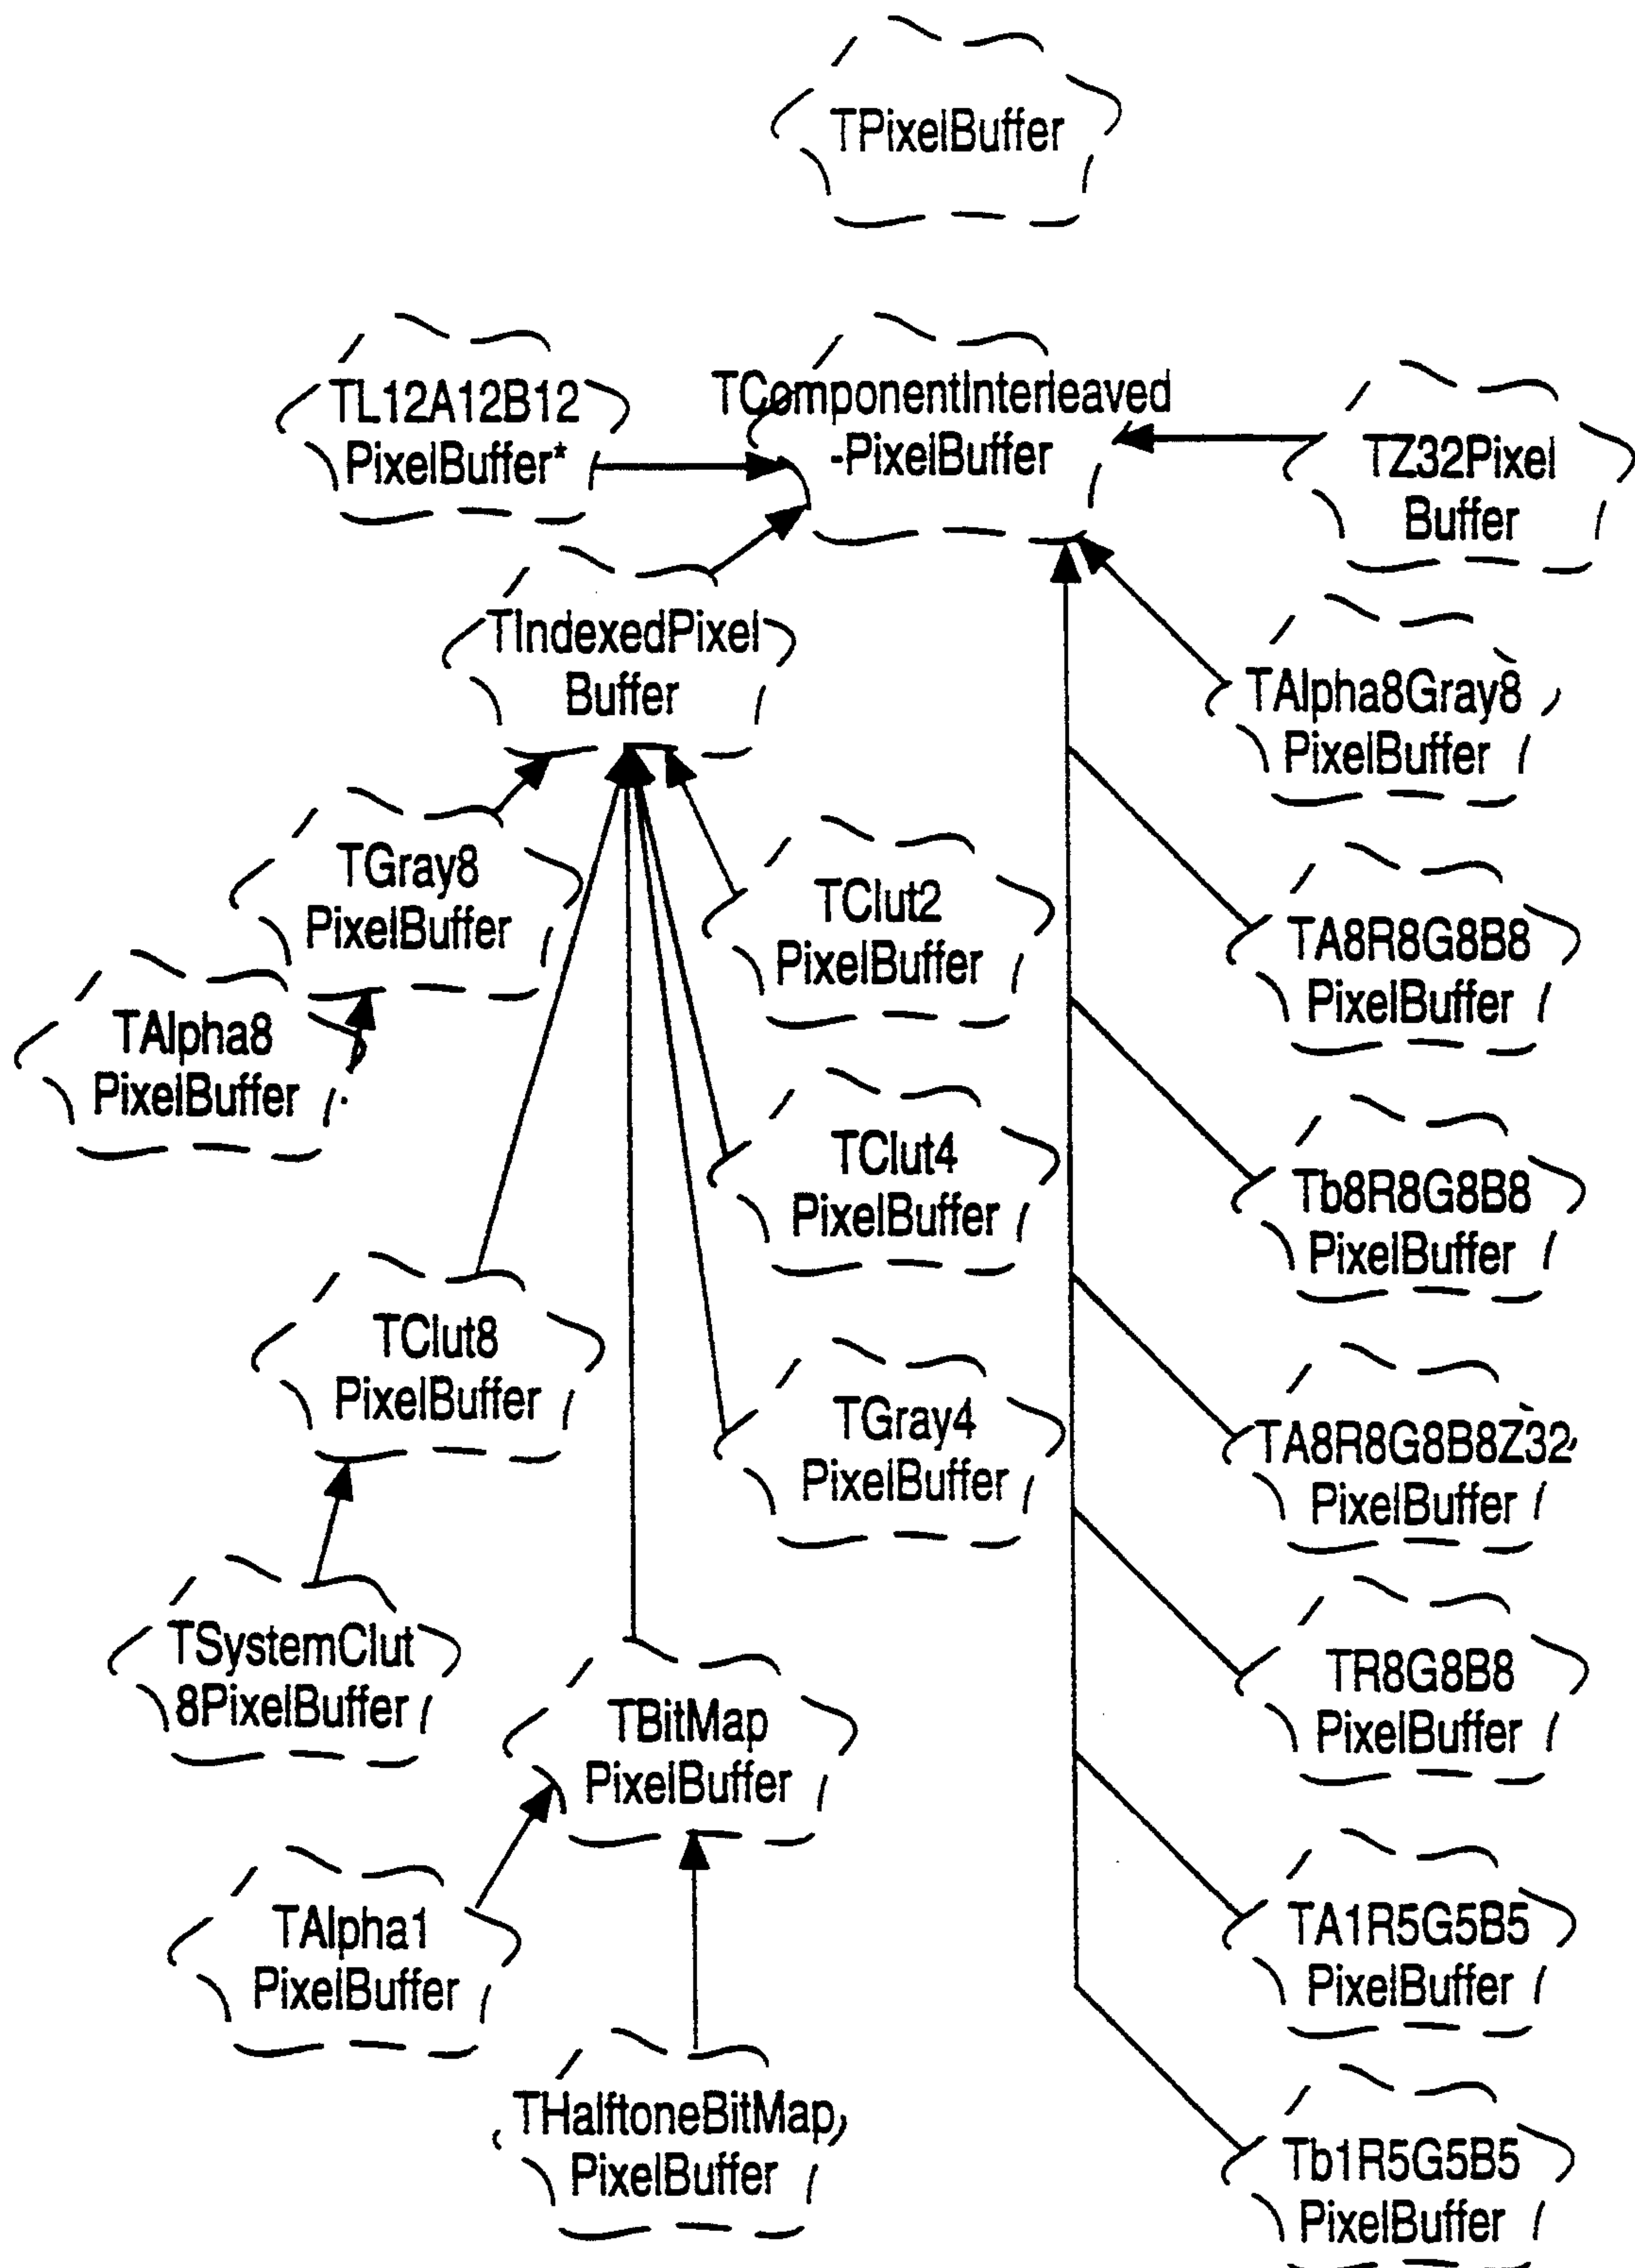 TPixelBuffer
TL12A12B12
PixelBuffer*
TComponentInterleaved
-PixelBuffer
TZ32Pixel
Buffer
TIndexedPixel
Buffer
TAlpha8Gray8
PixelBuffer
TGray8
PixelBuffer
TClut2
PixelBuffer
TA8R8G8B8
PixelBuffer
TAlpha8
PixelBuffer
TClut4
PixelBuffer
Tb8R8G8B8
PixelBuffer
TClut8
PixelBuffer
TGray4
PixelBuffer
TA8R8G8B8Z32
PixelBuffer
TSystemClut
8PixelBuffer
TBitMap
PixelBuffer
TR8G8B8
PixelBuffer
TAlpha1
PixelBuffer
TA1R5G5B5
PixelBuffer
THalftoneBitMap
PixelBuffer
Tb1R5G5B5
PixelBuffer